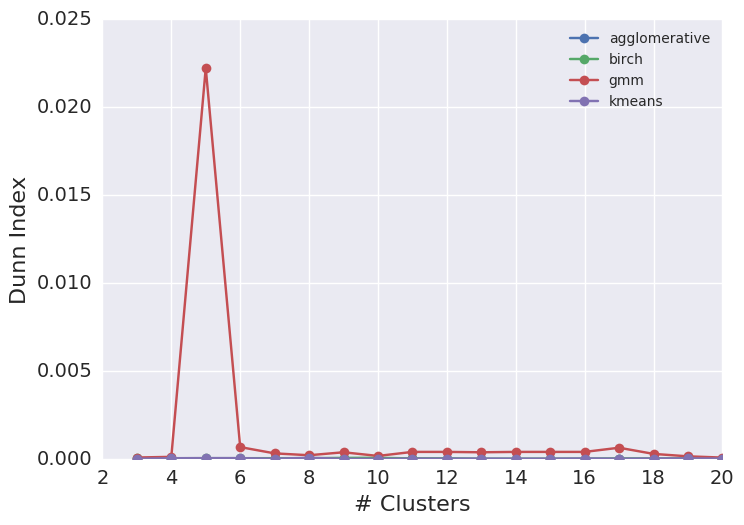 0.025
0.020
0.015
0.010
0.005
0.000
Dunn Index
2 4 6 8 10 12 14 16 18 20
# Clusters
agglomerative
birch
gmm
kmeans